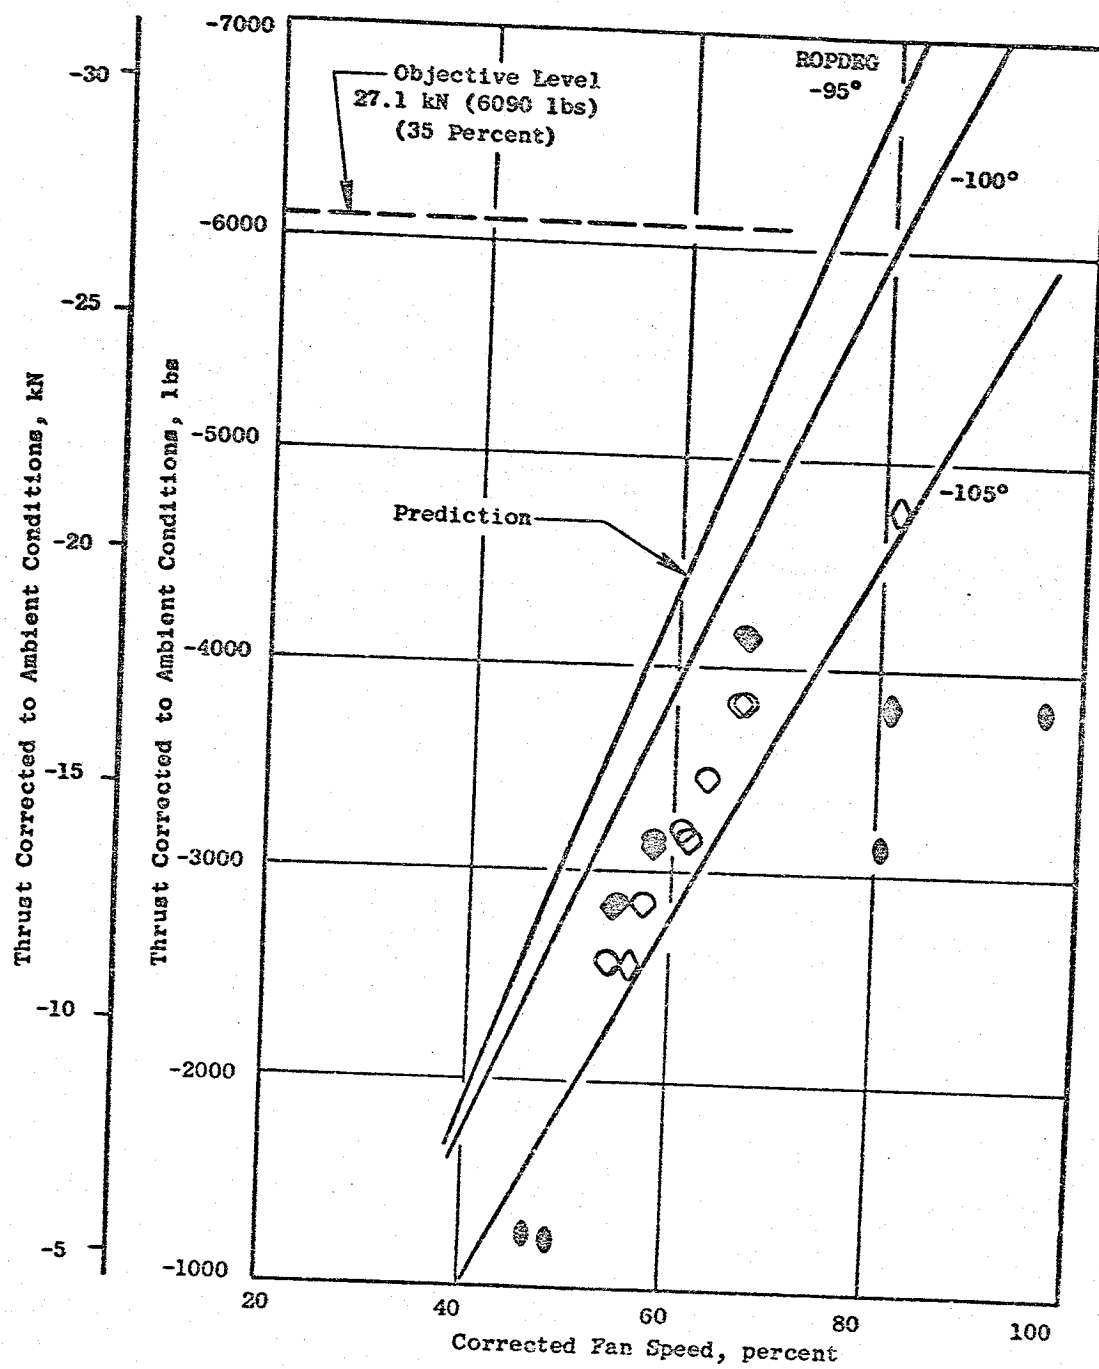 -7000
-30
ROPDEG
-95°
Objective Level
27.1 kN (6090 lbs)
(35 Percent)
-100°
-6000
-25
-5000
-105°
Prediction
-20
-4000
-15
-3000
-10
-2000
-5
-1000
Thrust Corrected to Ambient Conditions, kN
Thrust Corrected to Ambient Conditions, lbs
20
40
60
80
100
Corrected Fan Speed, percent